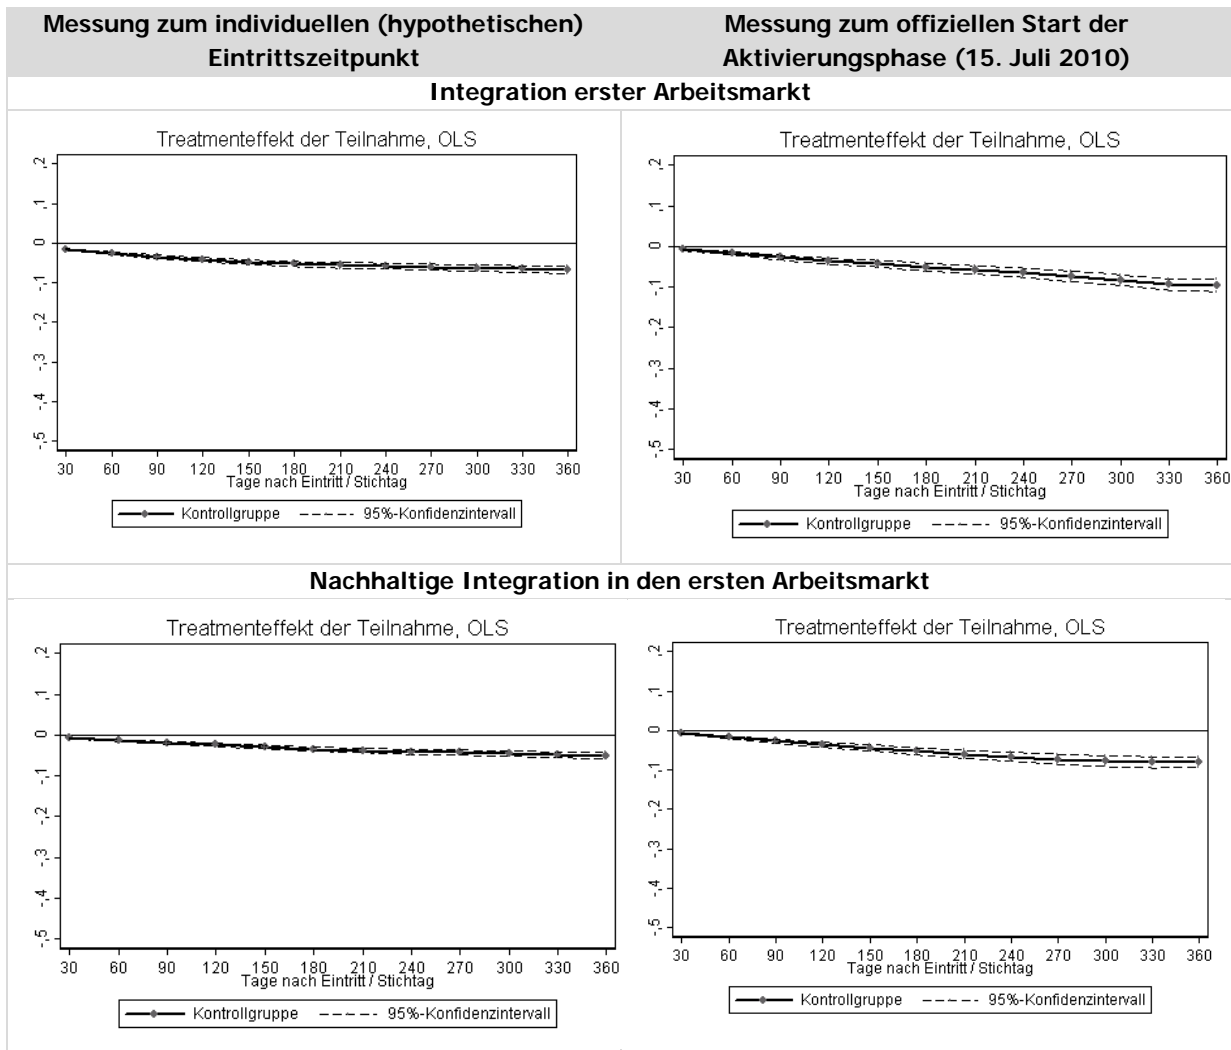 Messung zum individuellen (hypothetischen)
Eintrittszeitpunkt
Messung zum offiziellen Start der
Aktivierungsphase (15. Juli 2010)
Integration erster Arbeitsmarkt
Treatmenteffekt der Teilnahme, OLS
,2
,1
0
-,1
-,2
-,3
-,4
-,5
30 60 90 120 150 180 210 240 270 300 330 360
Tage nach Eintritt / Stichtag
Kontrollgruppe 95%-Konfidenzintervall
Treatmenteffekt der Teilnahme, OLS
,2
,1
0
-,1
-,2
-,3
-,4
-,5
30 60 90 120 150 180 210 240 270 300 330 360
Tage nach Eintritt / Stichtag
Kontrollgruppe 95%-Konfidenzintervall
Nachhaltige Integration in den ersten Arbeitsmarkt
Treatmenteffekt der Teilnahme, OLS
,2
,1
0
-,1
-,2
-,3
-,4
-,5
30 60 90 120 150 180 210 240 270 300 330 360
Tage nach Eintritt / Stichtag
Kontrollgruppe 95%-Konfidenzintervall
Treatmenteffekt der Teilnahme, OLS
,2
,1
0
-,1
-,2
-,3
-,4
-,5
30 60 90 120 150 180 210 240 270 300 330 360
Tage nach Eintritt / Stichtag
Kontrollgruppe 95%-Konfidenzintervall